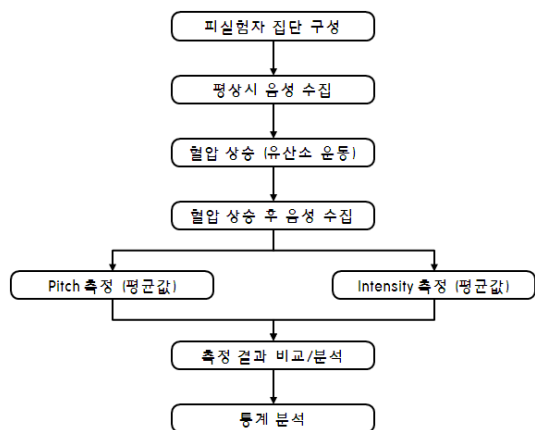 피실험자 집단 구성
평상시 음성 수집
혈압 상승 (유산소 운동)
혈압 상승 후 음성 수집
Pitch 측정 (평균값)
Intensity 측정 (평균값)
측정 결과 비교/분석
통계 분석